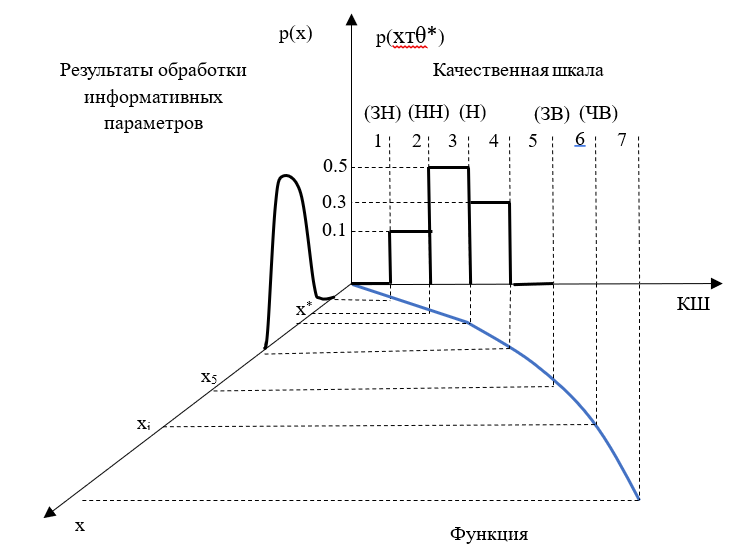 p(x)
p(xтθ*)
Результаты обработки
информативных
параметров
Качественная шкала
(ЗН) (НН) (Н) (ЗВ) (ЧВ)
1 2 3 4 5 6 7
0.5
0.3
0.1
x*
КШ
x5
xi
x
Функция